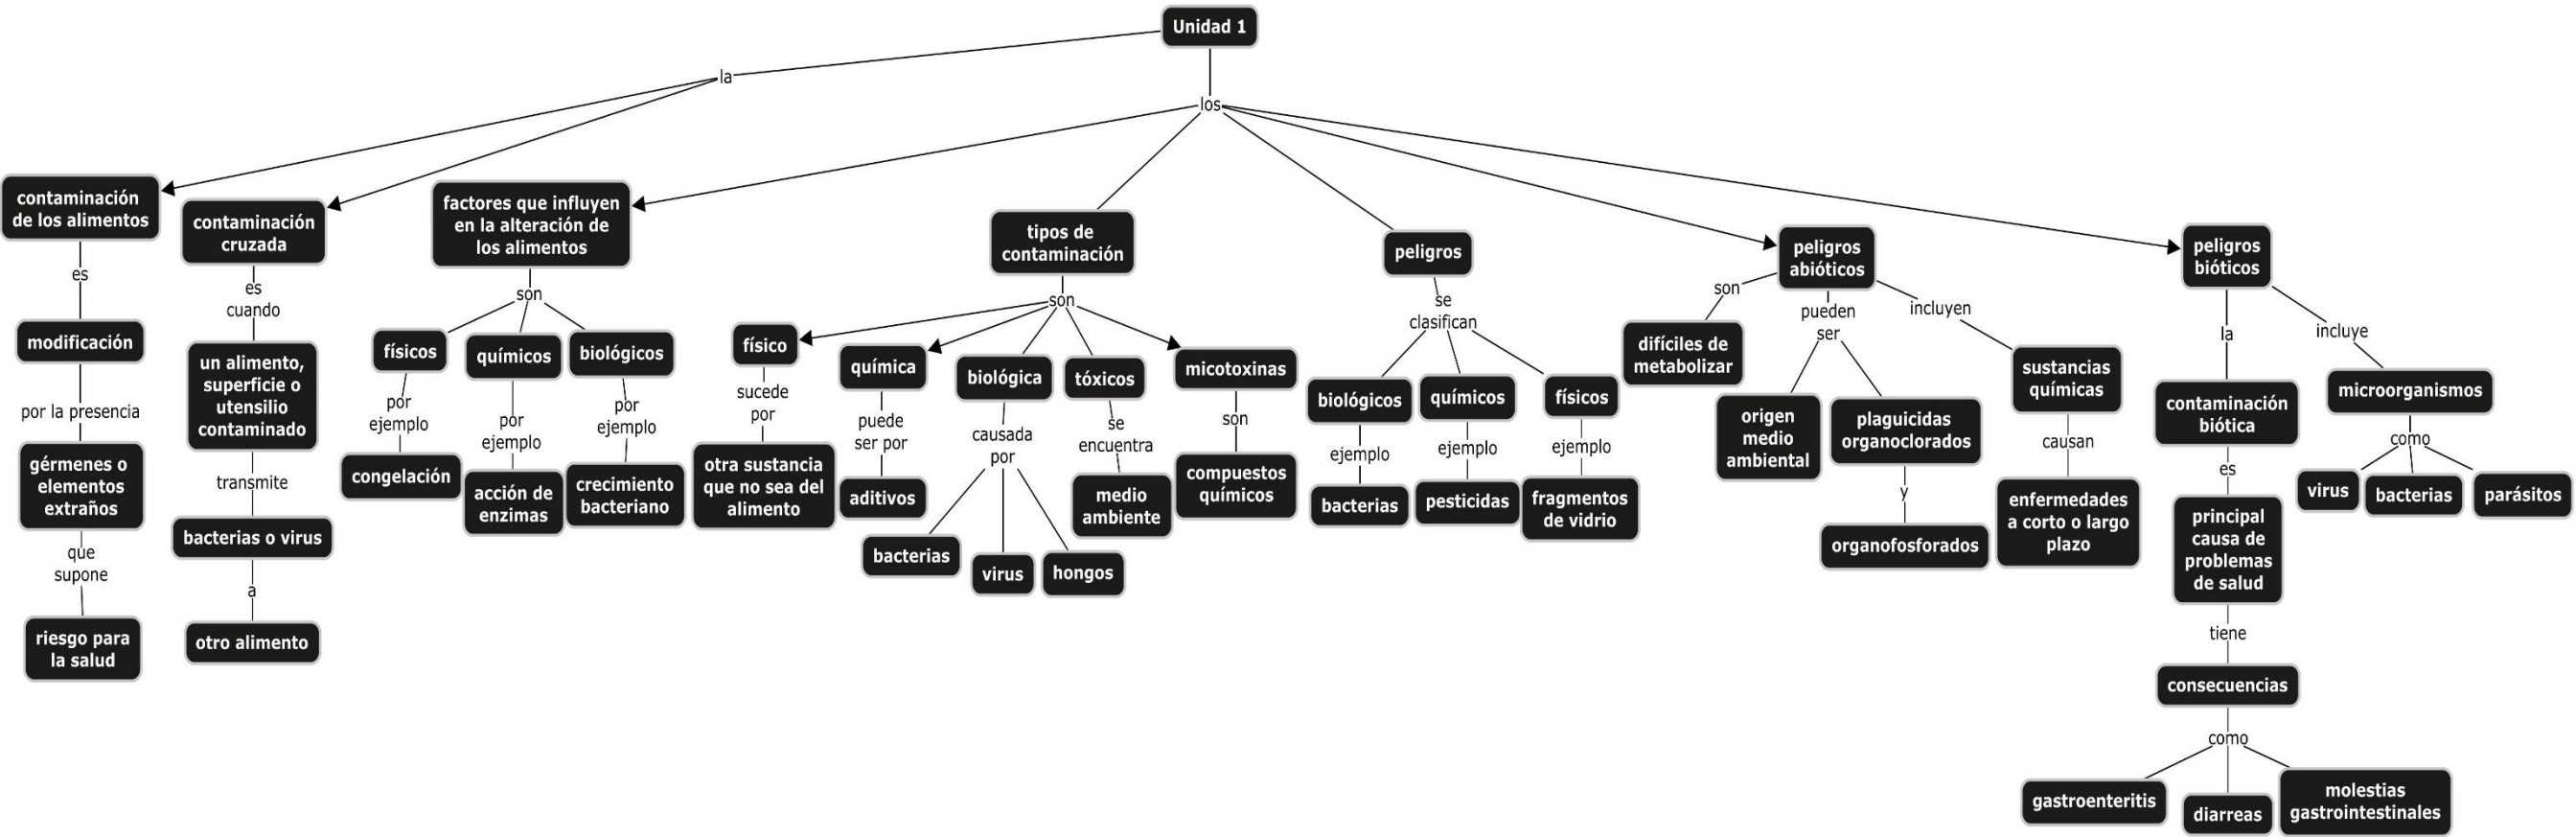 Unidad 1
la
los
contaminación
de los alimentos
es
modificación
por la presencia
gérmenes o
elementos
extraños
que
supone
riesgo para
la salud
contaminación
cruzada
es
cuando
un alimento,
superficie o
utensilio
contaminado
transmite
bacterias o virus
a
otro alimento
factores que influyen
en la alteración de
los alimentos
son
físicos
por
ejemplo
congelación
químicos
por
ejemplo
acción de
enzimas
biológicos
por
ejemplo
crecimiento
bacteriano
tipos de
contaminación
son
físico
sucede
por
otra sustancia
que no sea del
alimento
química
puede
ser por
aditivos
biológica
causada
por
bacterias
virus
hongos
tóxicos
se
encuentra
medio
ambiente
micotoxinas
son
compuestos
químicos
peligros
se
clasifican
biológicos
ejemplo
bacterias
químicos
ejemplo
pesticidas
físicos
ejemplo
fragmentos
de vidrio
peligros
abióticos
son
difíciles de
metabolizar
pueden
ser
origen
medio
ambiental
plaguicidas
organoclorados
y
organofosforados
incluyen
sustancias
químicas
causan
enfermedades
a corto o largo
plazo
peligros
bióticos
la
contaminación
biótica
es
principal
causa de
problemas
de salud
tiene
consecuencias
como
gastroenteritis
diarreas
molestias
gastrointestinales
incluye
microorganismos
como
virus
bacterias
parásitos